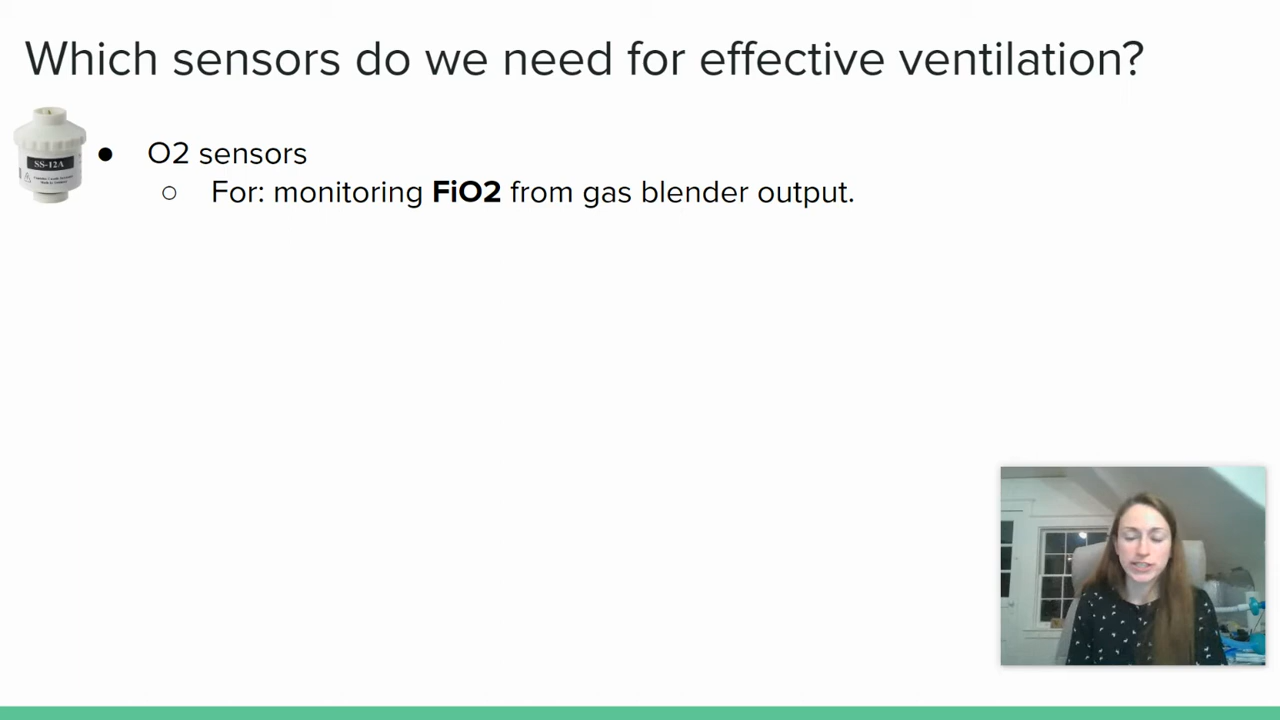 Which sensors do we need for effective ventilation?
SS-12A
● O2 sensors
○ For: monitoring FiO2 from gas blender output.